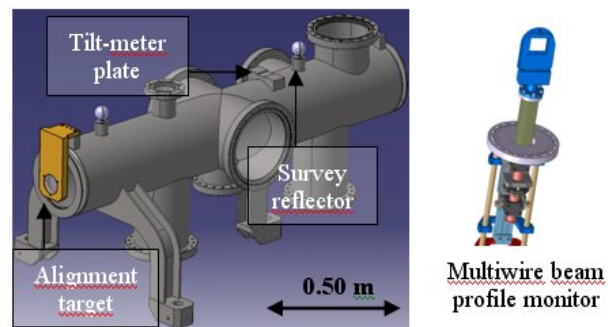 Tilt-meter
plate
Survey
reflector
Alignment
target
0.50 m
Multiwire beam
profile monitor